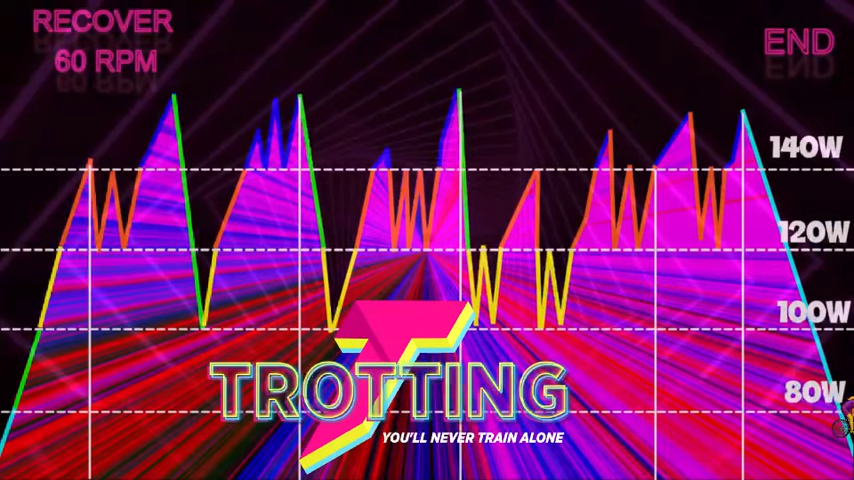 RECOVER
60 RPM
END
140W
120W
100W
80W
TROTTING
YOU'LL NEVER TRAIN ALONE